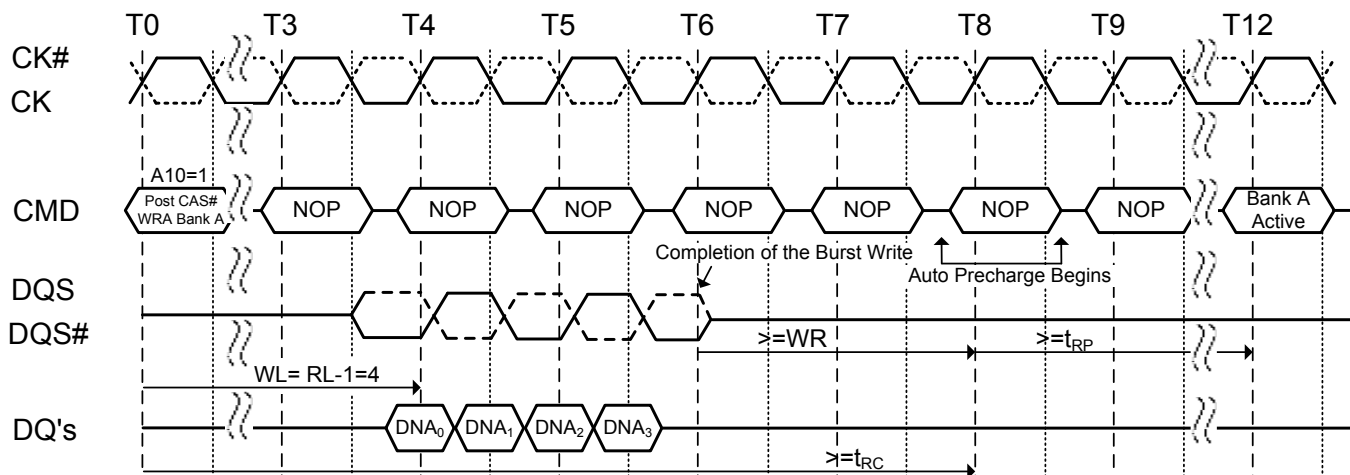 T0 T3 T4 T5 T6 T7 T8 T9 T12
CK#
CK
A10=1
CMD
Post CAS#
WRA Bank A
NOP NOP NOP NOP NOP NOP NOP
Bank A
Active
Completion of the Burst Write
Auto Precharge Begins
DQS
DQS#
>=WR >=tRP
WL= RL-1=4
DQ's
DNA0 DNA1 DNA2 DNA3
>=tRC